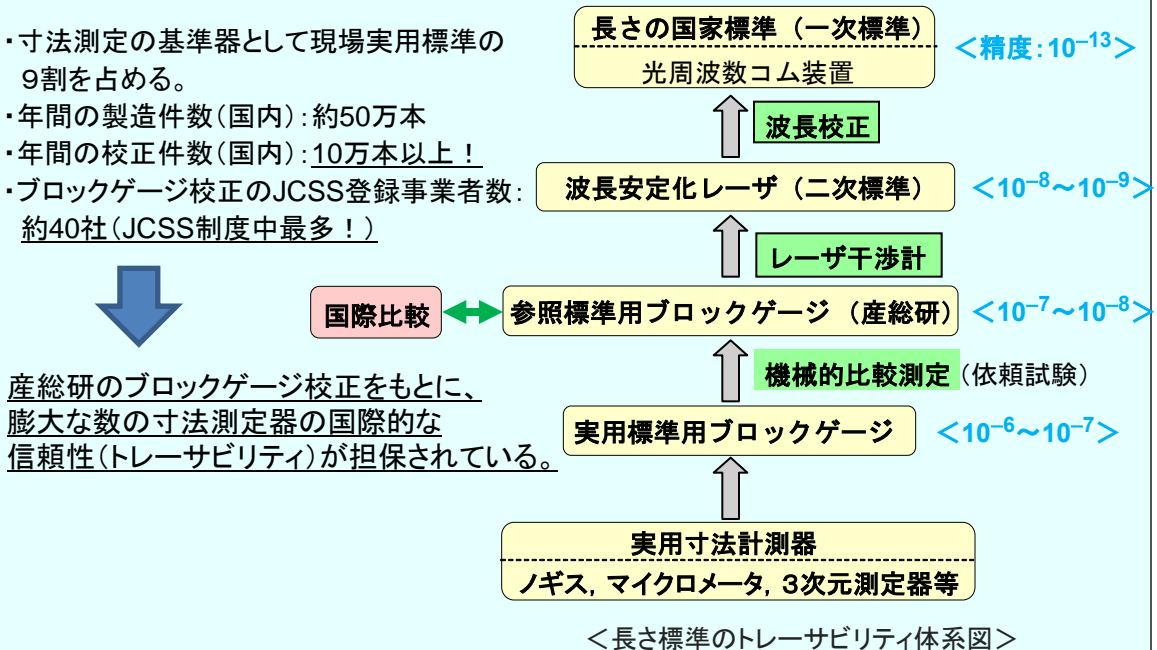 ・寸法測定の基準器として現場実用標準の
９割を占める。
・年間の製造件数（国内）：約50万本
・年間の校正件数（国内）：10万本以上！
・ブロックゲージ校正のJCSS登録事業者数：
約40社（JCSS制度中最多！）
産総研のブロックゲージ校正をもとに、
膨大な数の寸法測定器の国際的な
信頼性（トレーサビリティ）が担保されている。
長さの国家標準（一次標準）
光周波数コム装置
＜精度：10⁻¹³＞
波長校正
波長安定化レーザ（二次標準）
＜10⁻⁸～10⁻⁹＞
レーザ干渉計
国際比較
参照標準用ブロックゲージ（産総研）
＜10⁻⁷～10⁻⁸＞
機械的比較測定（依頼試験）
実用標準用ブロックゲージ
＜10⁻⁶～10⁻⁷＞
実用寸法計測器
ノギス，マイクロメータ，３次元測定器等
＜長さ標準のトレーサビリティ体系図＞